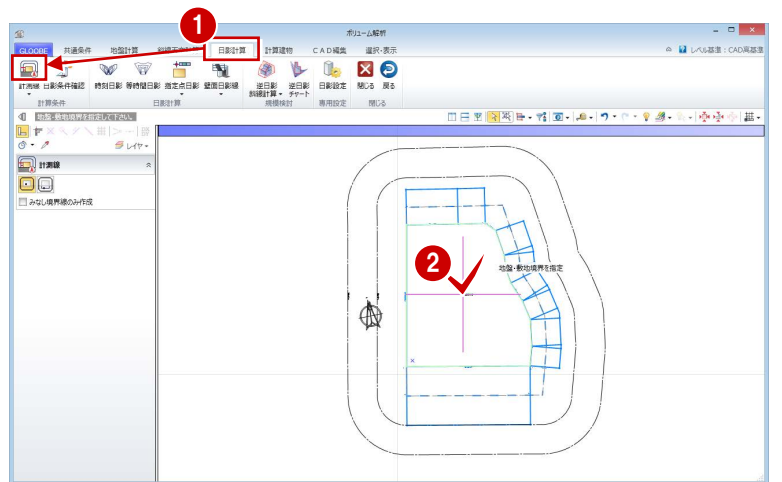 1
ボリューム解析
GLOOBE 共通条件 地盤計算 日影計算 計算建物 CAD編集 選択・表示 レベル基準：CAD高基準
計測線 日影条件確認 時刻日影 等時間日影 指定点日影 壁面日影線 逆日影斜線計算 逆日影チャート 日影設定 閉じる 戻る
計算条件 日影計算 規模検討 専用設定 閉じる
地盤・敷地境界を指定して下さい。
レイヤ
計測線
みなし境界線のみ作成
2
地盤・敷地境界を指定